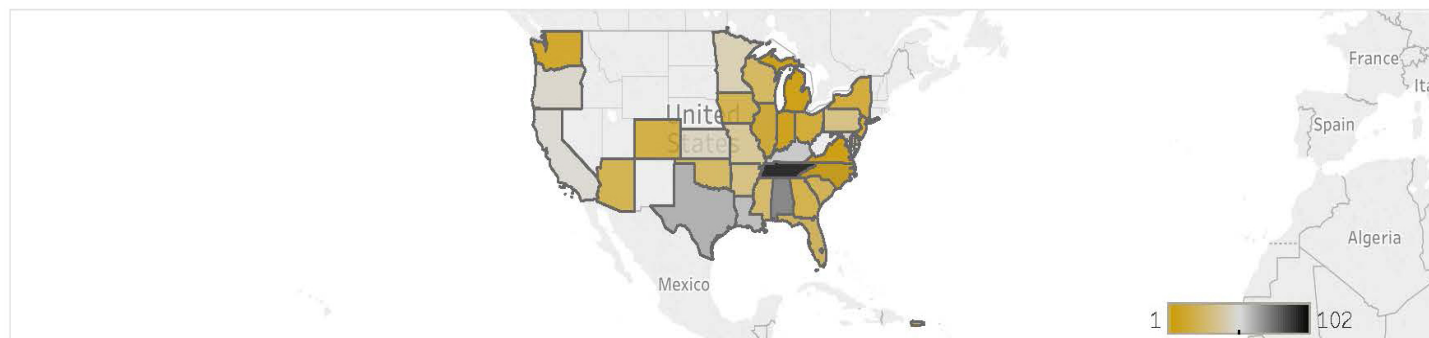 France
Ita
Spain
United
States
Algeria
Mexico
1 102